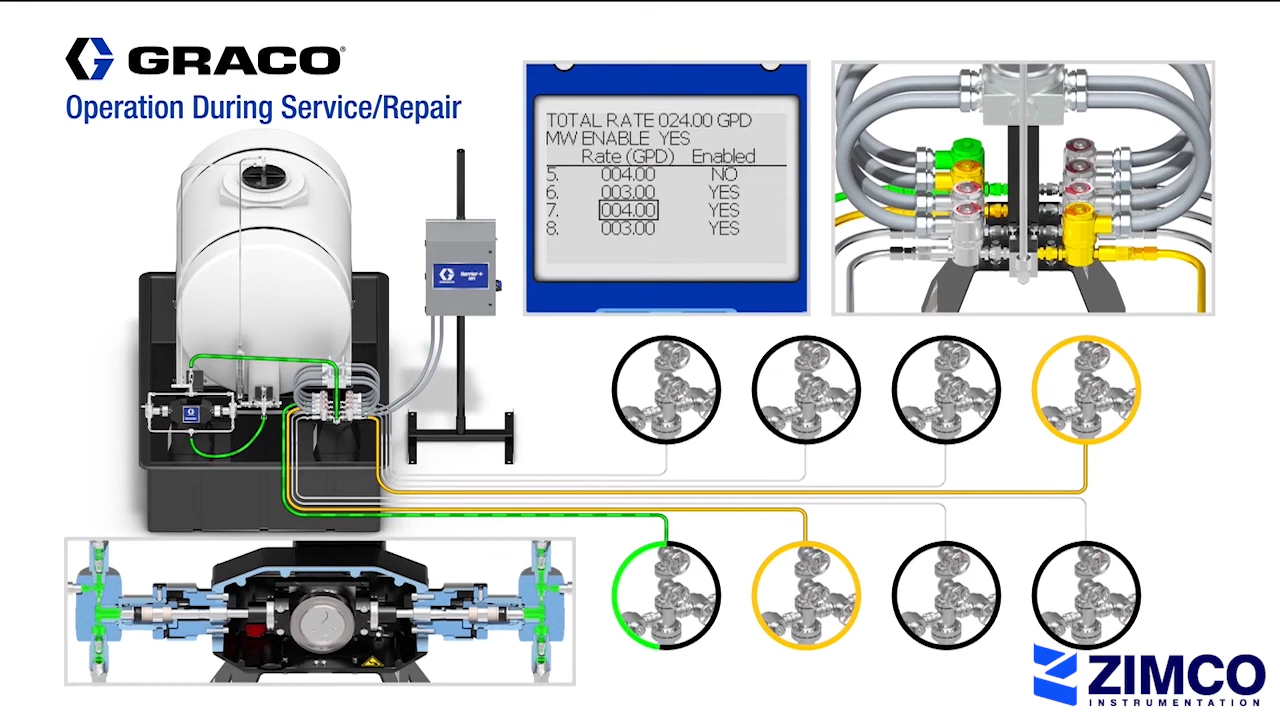 GRACO®
Operation During Service/Repair
TOTAL RATE 024.00 GPD
MW ENABLE YES
Rate (GPD) Enabled
5. 004.00 NO
6. 003.00 YES
7. 004.00 YES
8. 003.00 YES
Harrier+
ZIMCO
INSTRUMENTATION